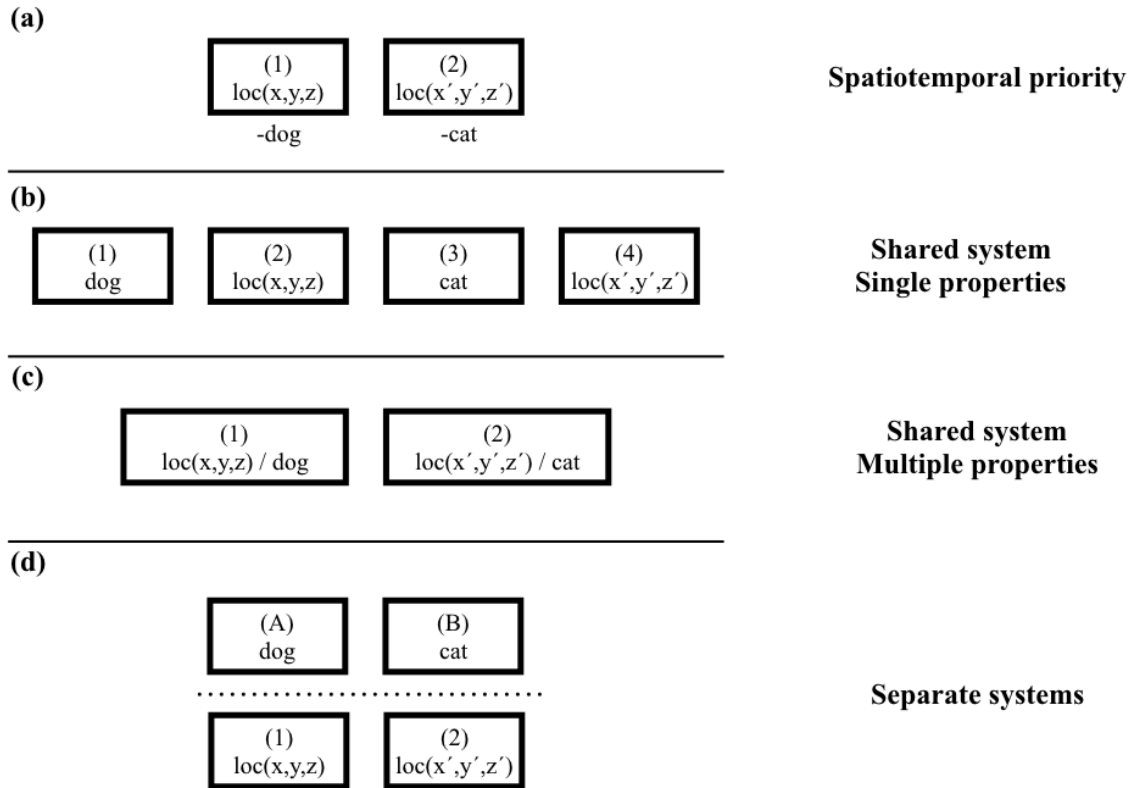 (a)
(1)
loc(x,y,z)
-dog
(2)
loc(x´,y´,z´)
-cat
Spatiotemporal priority
(b)
(1)
dog
(2)
loc(x,y,z)
(3)
cat
(4)
loc(x´,y´,z´)
Shared system
Single properties
(c)
(1)
loc(x,y,z) / dog
(2)
loc(x´,y´,z´) / cat
Shared system
Multiple properties
(d)
(A)
dog
(B)
cat
(1)
loc(x,y,z)
(2)
loc(x´,y´,z´)
Separate systems